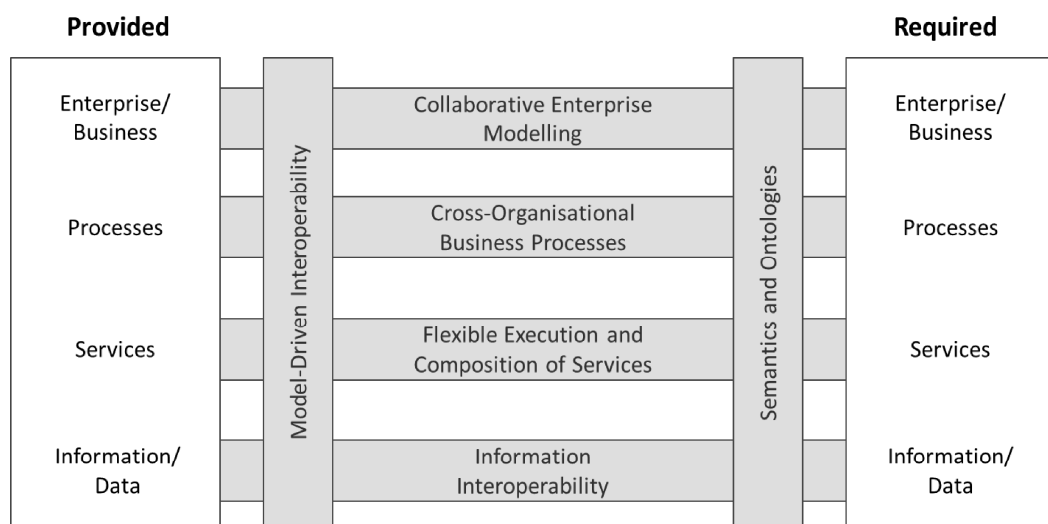 Provided
Required
Enterprise/
Business
Collaborative Enterprise
Modelling
Enterprise/
Business
Processes
Cross-Organisational
Business Processes
Processes
Services
Flexible Execution and
Composition of Services
Services
Information/
Data
Information
Interoperability
Information/
Data
Model-Driven Interoperability
Semantics and Ontologies